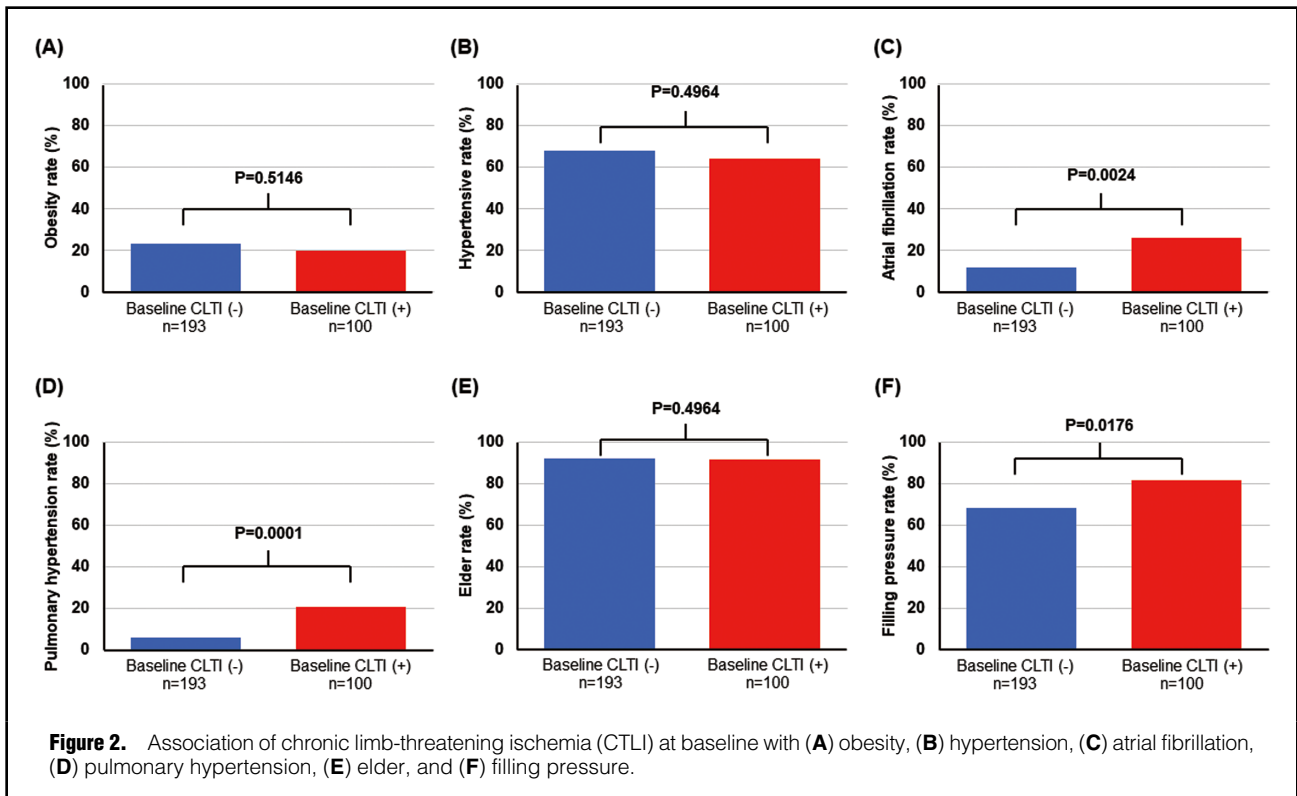 (A)
Obesity rate (%)
100
80
60
40
20
0
P=0.5146
Baseline CLTI (-)
n=193
Baseline CLTI (+)
n=100
(B)
Hypertensive rate (%)
100
80
60
40
20
0
P=0.4964
Baseline CLTI (-)
n=193
Baseline CLTI (+)
n=100
(C)
Atrial fibrillation rate (%)
100
80
60
40
20
0
P=0.0024
Baseline CLTI (-)
n=193
Baseline CLTI (+)
n=100
(D)
Pulmonary hypertension rate (%)
100
80
60
40
20
0
P=0.0001
Baseline CLTI (-)
n=193
Baseline CLTI (+)
n=100
(E)
Elder rate (%)
100
80
60
40
20
0
P=0.4964
Baseline CLTI (-)
n=193
Baseline CLTI (+)
n=100
(F)
Filling pressure rate (%)
100
80
60
40
20
0
P=0.0176
Baseline CLTI (-)
n=193
Baseline CLTI (+)
n=100
Figure 2. Association of chronic limb-threatening ischemia (CTLI) at baseline with (A) obesity, (B) hypertension, (C) atrial fibrillation,
(D) pulmonary hypertension, (E) elder, and (F) filling pressure.